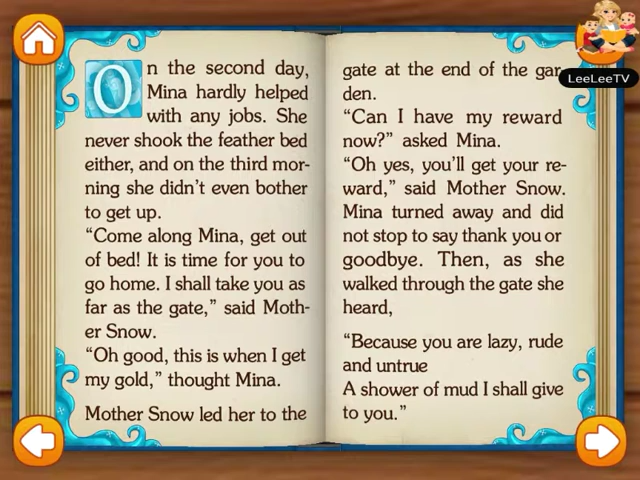 On the second day,
Mina hardly helped
with any jobs. She
never shook the feather bed
either, and on the third mor-
ning she didn't even bother
to get up.
“Come along Mina, get out
of bed! It is time for you to
go home. I shall take you as
far as the gate,” said Moth-
er Snow.
“Oh good, this is when I get
my gold,” thought Mina.
Mother Snow led her to the
gate at the end of the gar-
den.
“Can I have my reward
now?” asked Mina.
“Oh yes, you'll get your re-
ward,” said Mother Snow.
Mina turned away and did
not stop to say thank you or
goodbye. Then, as she
walked through the gate she
heard,
“Because you are lazy, rude
and untrue
A shower of mud I shall give
to you.”
LeeLeeTV